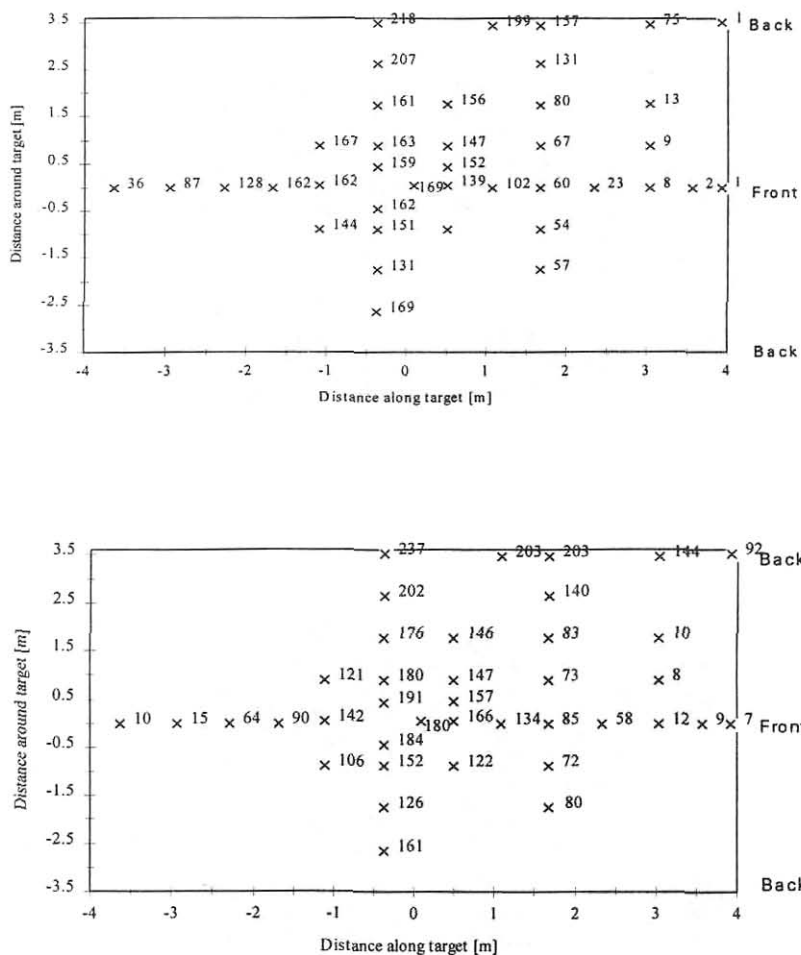 3.5 218 199 157 75 1 Back
2.5 207 131
1.5 161 156 80 13
167 163 147 67 9
0.5 159 152
36 87 128 162 162 169 139 102 60 23 8 2 1 Front
-0.5 162
144 151 54
-1.5 131 57
-2.5 169
-3.5 Back
-4 -3 -2 -1 0 1 2 3 4
Distance along target [m]
Distance around target [m]
3.5 237 203 203 144 92 Back
2.5 202 140
1.5 176 146 83 10
121 180 147 73 8
0.5 191 157
10 15 64 90 142 180 166 134 85 58 12 9 7 Front
-0.5 184
106 152 122 72
-1.5 126 80
-2.5 161
-3.5 Back
-4 -3 -2 -1 0 1 2 3 4
Distance along target [m]
Distance around target [m]